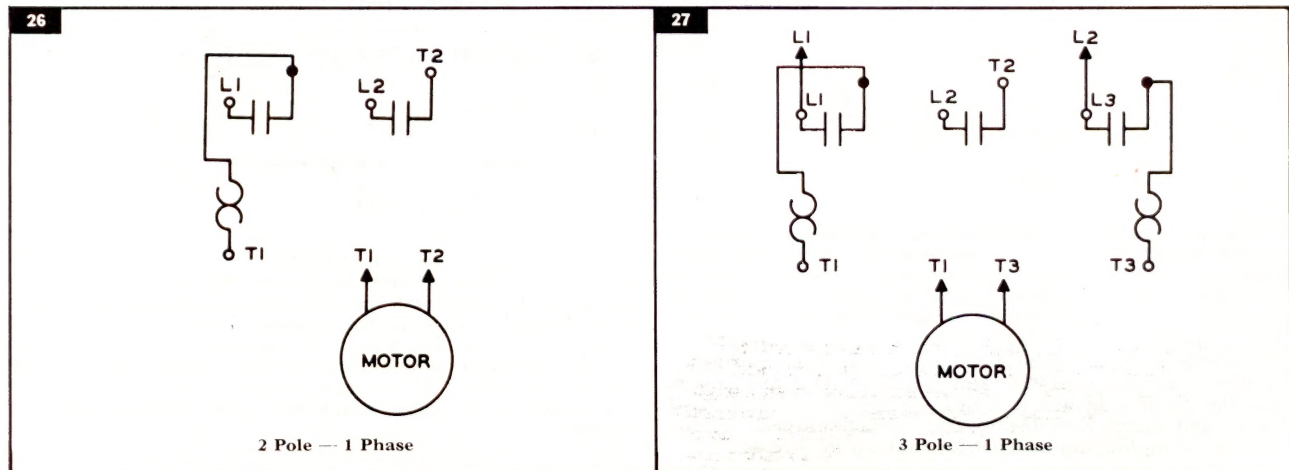 26
T2
L1
L2
T1
T1
T2
MOTOR
2 Pole — 1 Phase
27
L1
L2
T2
L1
L2
L3
T1
T3
T1
T3
MOTOR
3 Pole — 1 Phase